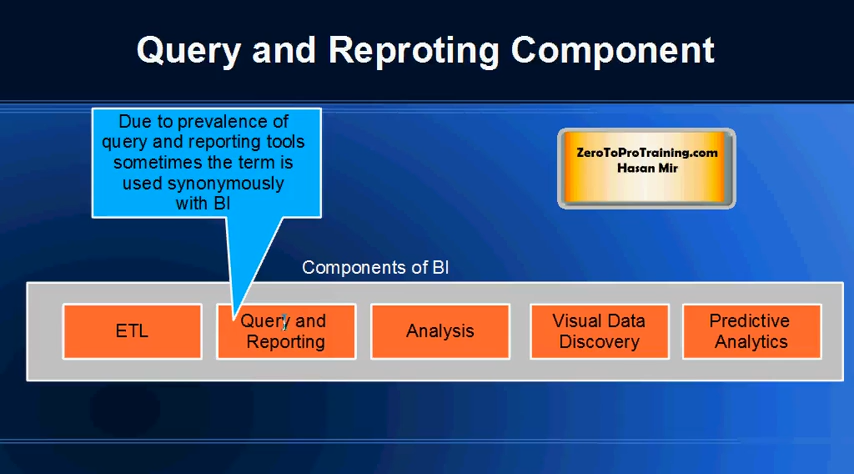 Query and Reproting Component
Due to prevalence of
query and reporting tools
sometimes the term is
used synonymously
with BI
ZeroToProTraining.com
Hasan Mir
Components of BI
ETL
Query and
Reporting
Analysis
Visual Data
Discovery
Predictive
Analytics